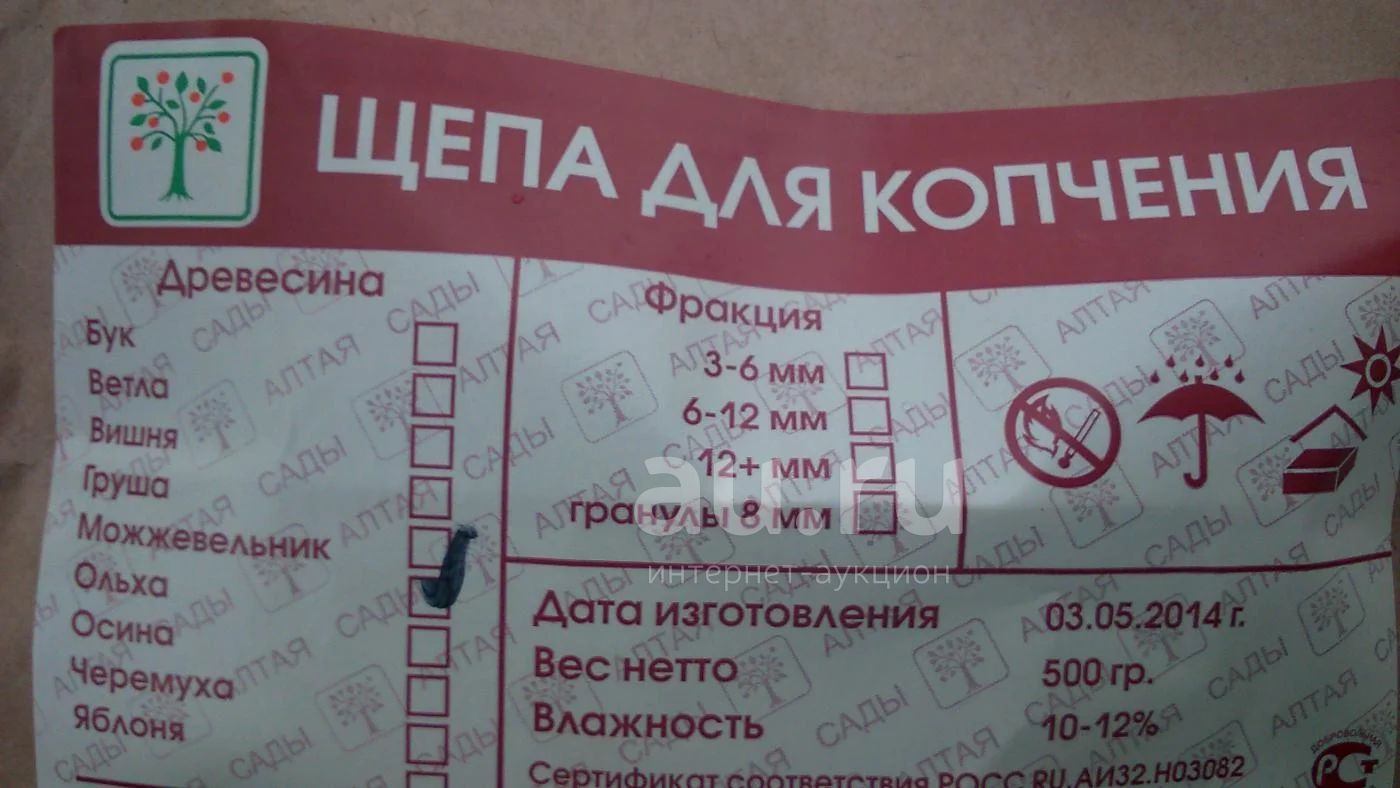 ЩЕПА ДЛЯ КОПЧЕНИЯ
Древесина
Бук
Ветла
Вишня
Груша
Можжевельник
Ольха
Осина
Черемуха
Яблоня
Фракция
3-6 мм
6-12 мм
12+ мм
гранулы 8 мм
Дата изготовления 03.05.2014 г.
Вес нетто 500 гр.
Влажность 10-12%
Сертификат соответствия РОСС RU.АИ32.Н03082
ДОБРОВОЛЬНАЯ
РСТ
САДЫ АЛТАЯ
au.ru
интернет-аукцион